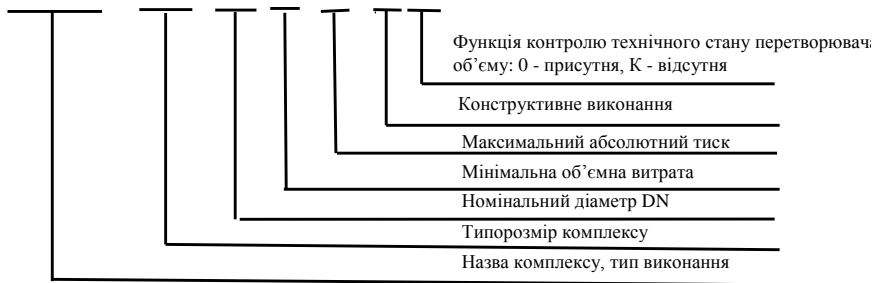 Функція контролю технічного стану перетворювача
об’єму: 0 - присутня, К - відсутня
Конструктивне виконання
Максимальний абсолютний тиск
Мінімальна об’ємна витрата
Номінальний діаметр DN
Типорозмір комплексу
Назва комплексу, тип виконання